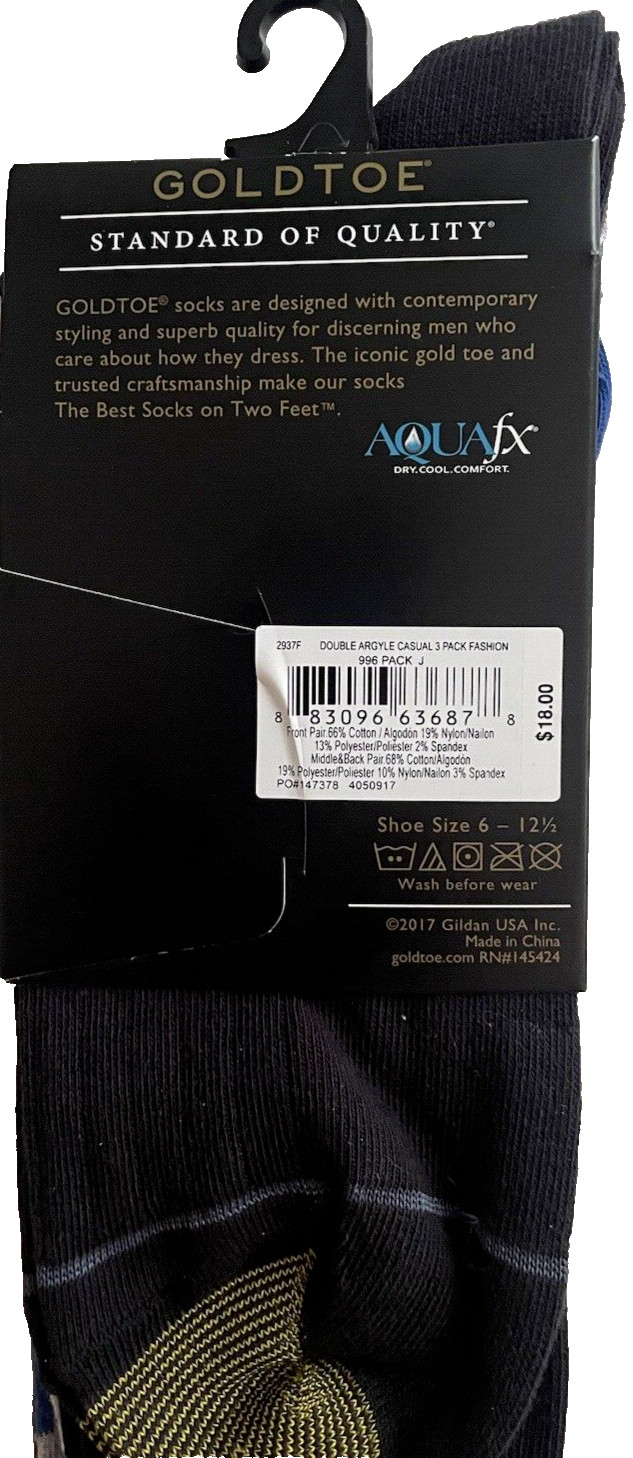 GOLDTOE®
STANDARD OF QUALITY®
GOLDTOE® socks are designed with contemporary
styling and superb quality for discerning men who
care about how they dress. The iconic gold toe and
trusted craftsmanship make our socks
The Best Socks on Two Feet™.
AQUAfx®
DRY.COOL.COMFORT.
2937F DOUBLE ARGYLE CASUAL 3 PACK FASHION
996 PACK J
8 83096 63687 8
$18.00
Front Pair.66% Cotton / Algodón 19% Nylon/Nailon
13% Polyester/Poliéster 2% Spandex
Middle&Back Pair.68% Cotton/Algodón
19% Polyester/Poliéster 10% Nylon/Nailon 3% Spandex
PO#147378 4050917
Shoe Size 6 – 12½
Wash before wear
©2017 Gildan USA Inc.
Made in China
goldtoe.com RN#145424